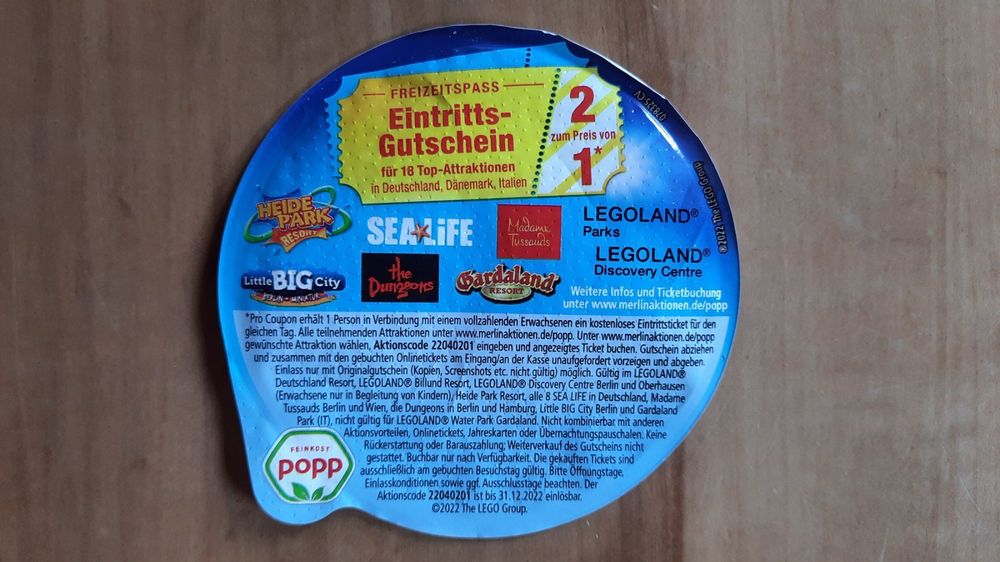 FREIZEITSPASS
Eintritts-
Gutschein
für 18 Top-Attraktionen
in Deutschland, Dänemark, Italien
2
zum Preis von
1*
078325 CV
©2022 The LEGO Group
HEIDE
PARK
RESORT
SEA LiFE
Madame
Tussauds
LEGOLAND®
Parks
LEGOLAND®
Discovery Centre
Little BIG City
BERLIN - MINIATUR
the
Dungeons
Gardaland
RESORT
Weitere Infos und Ticketbuchung
unter www.merlinaktionen.de/popp
*Pro Coupon erhält 1 Person in Verbindung mit einem vollzahlenden Erwachsenen ein kostenloses Eintrittsticket für den
gleichen Tag. Alle teilnehmenden Attraktionen unter www.merlinaktionen.de/popp. Unter www.merlinaktionen.de/popp
gewünschte Attraktion wählen, Aktionscode 22040201 eingeben und angezeigtes Ticket buchen. Gutschein abziehen
und zusammen mit den gebuchten Onlinetickets am Eingang/an der Kasse unaufgefordert vorzeigen und abgeben.
Einlass nur mit Originalgutschein (Kopien, Screenshots etc. nicht gültig) möglich. Gültig im LEGOLAND®
Deutschland Resort, LEGOLAND® Billund Resort, LEGOLAND® Discovery Centre Berlin und Oberhausen
(Erwachsene nur in Begleitung von Kindern), Heide Park Resort, alle 8 SEA LIFE in Deutschland, Madame
Tussauds Berlin und Wien, die Dungeons in Berlin und Hamburg, Little BIG City Berlin und Gardaland
Park (IT), nicht gültig für LEGOLAND® Water Park Gardaland. Nicht kombinierbar mit anderen
Aktionsvorteilen, Onlinetickets, Jahreskarten oder Übernachtungspauschalen. Keine
Rückerstattung oder Barauszahlung; Weiterverkauf des Gutscheins nicht
gestattet. Buchbar nur nach Verfügbarkeit. Die gekauften Tickets sind
ausschließlich am gebuchten Besuchstag gültig. Bitte Öffnungstage,
Einlasskonditionen sowie ggf. Ausschlusstage beachten. Der
Aktionscode 22040201 ist bis 31.12.2022 einlösbar.
©2022 The LEGO Group.
FEINKOST
popp